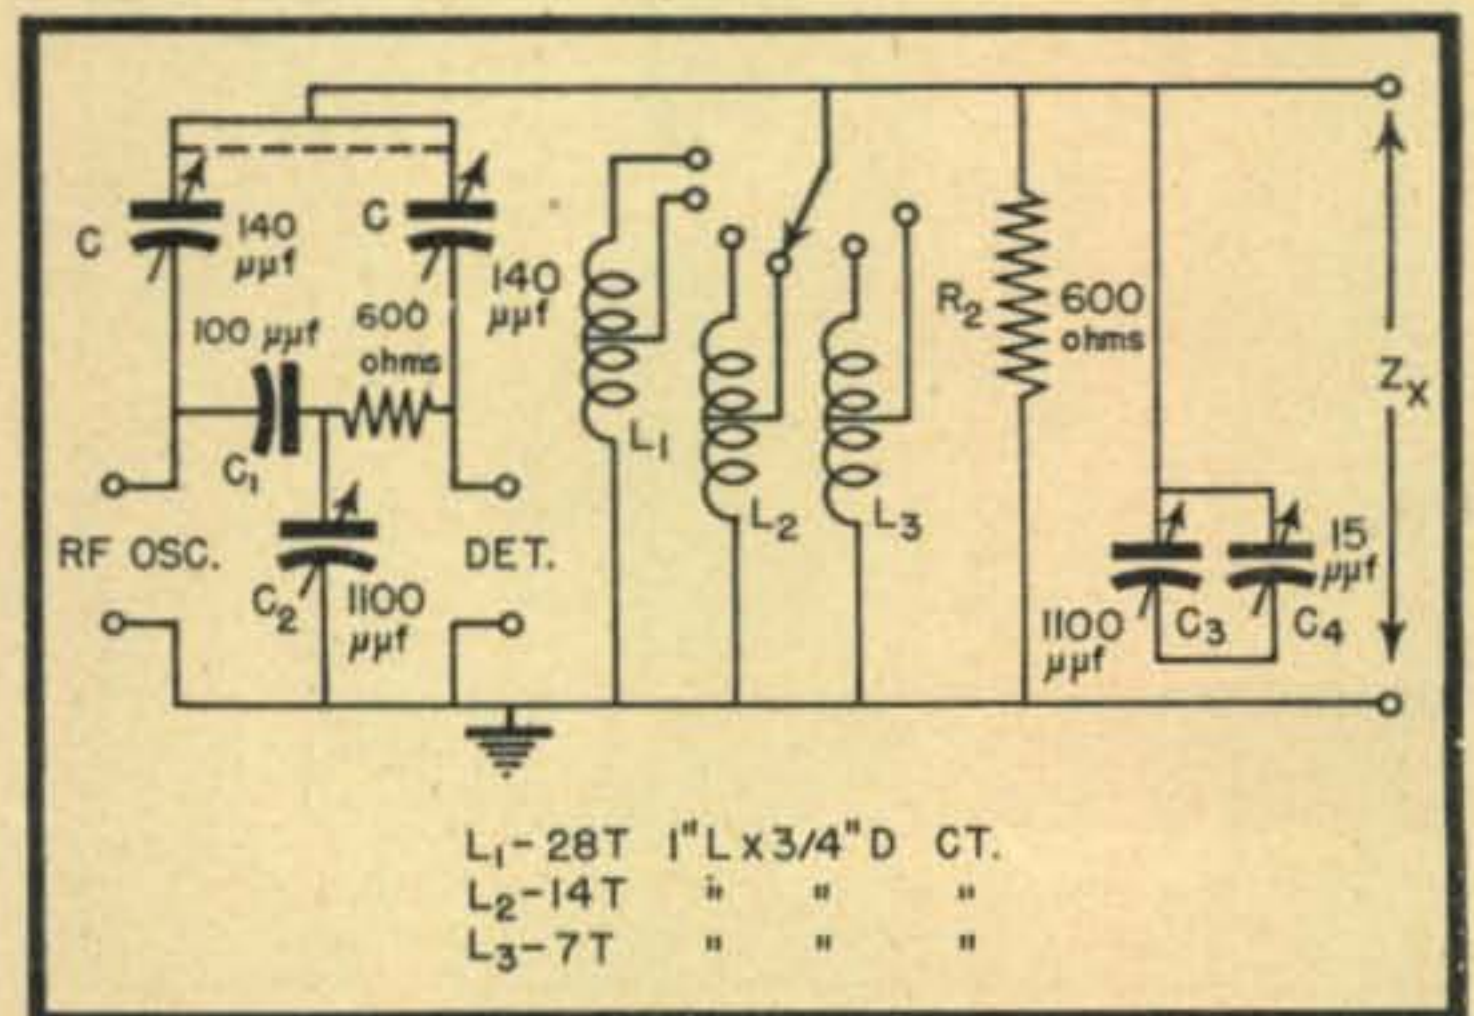 C
140
μμf
C
140
μμf
100 μμf
600
ohms
C1
RF OSC.
DET.
C2
1100
μμf
L1
L2
L3
R2
600
ohms
1100
μμf
C3
C4
15
μμf
ZX
L1-28T 1"L x 3/4"D CT.
L2-14T " " "
L3-7T " " "